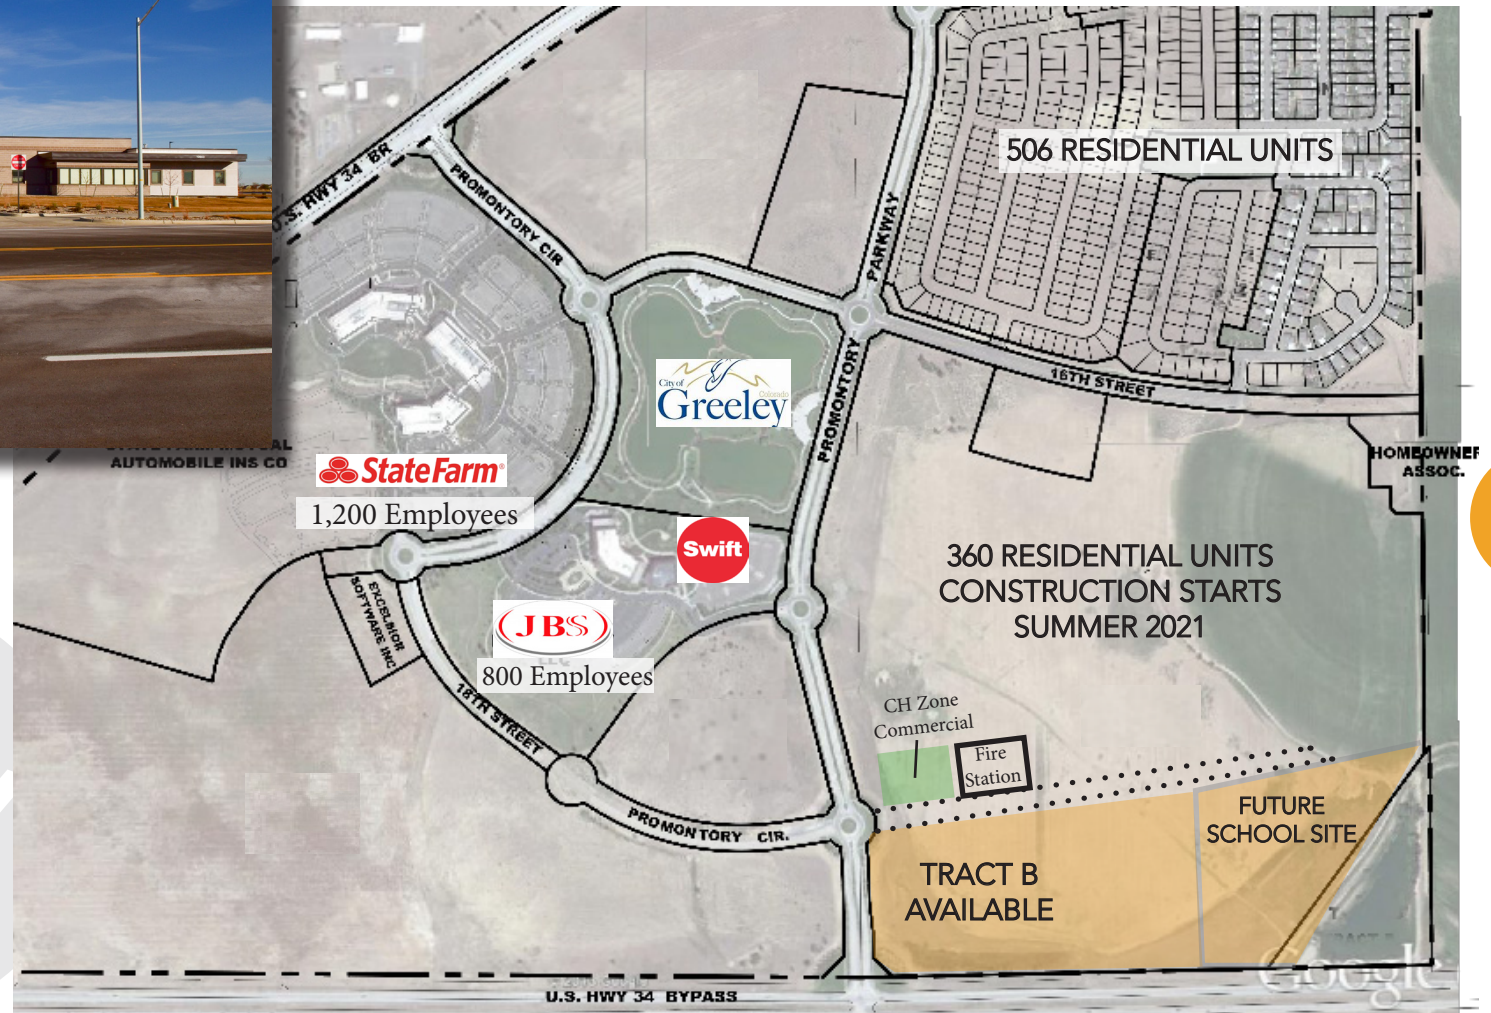 506 RESIDENTIAL UNITS
U.S. HWY 34 BR
PROMONTORY CIR
PARKWAY
PROMONTORY
16TH STREET
City of
Greeley
Colorado
HOMEOWNER
ASSOC.
AUTOMOBILE INS CO
State Farm®
1,200 Employees
Swift
EXCELSIOR
SOFTWARE INC
JBS
800 Employees
360 RESIDENTIAL UNITS
CONSTRUCTION STARTS
SUMMER 2021
18TH STREET
CH Zone
Commercial
Fire
Station
PROMONTORY CIR.
FUTURE
SCHOOL SITE
TRACT B
AVAILABLE
Google
U.S. HWY 34 BYPASS